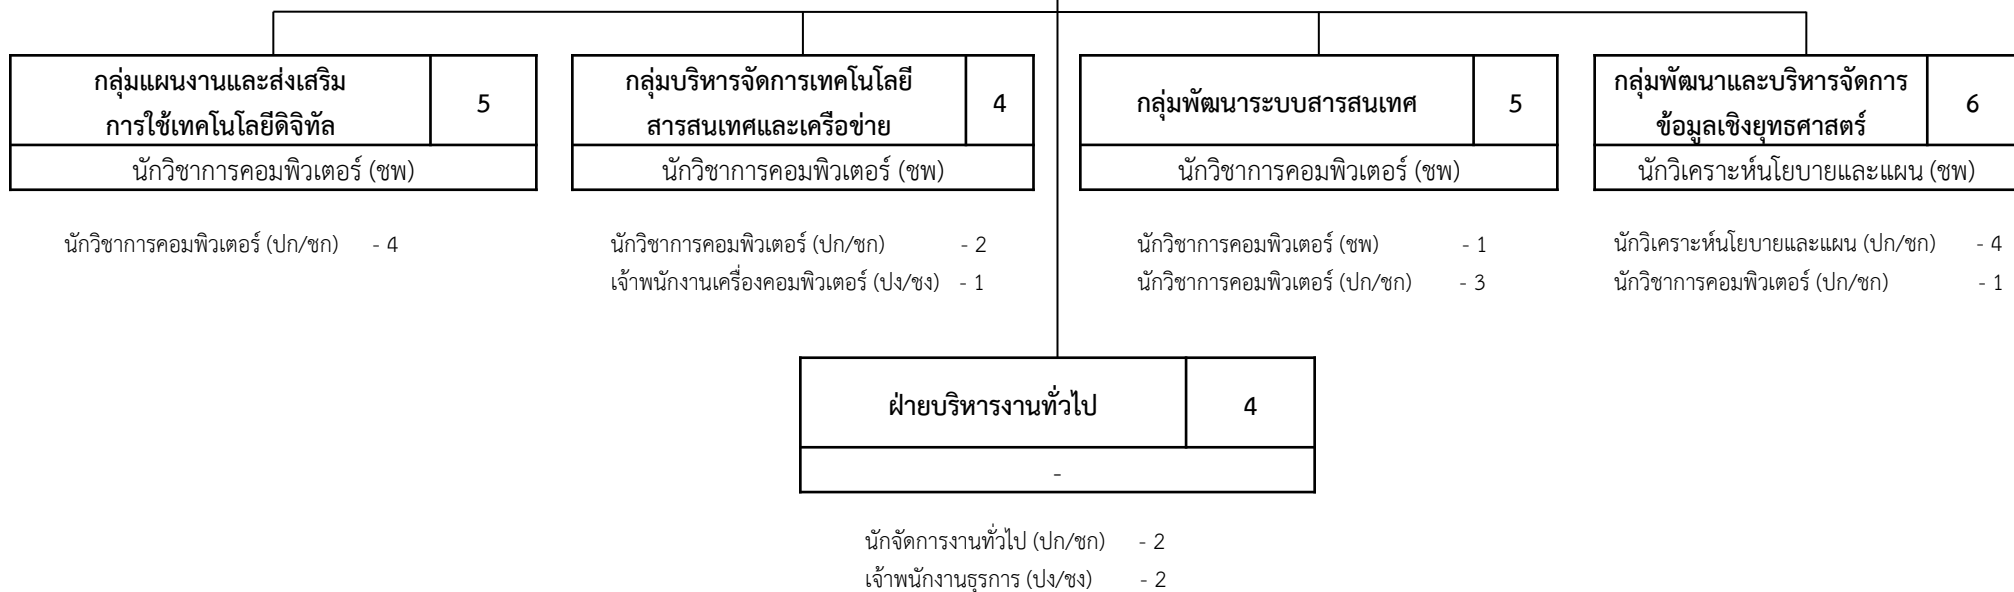 กลุ่มแผนงานและส่งเสริม
การใช้เทคโนโลยีดิจิทัล
5
นักวิชาการคอมพิวเตอร์ (ชพ)
นักวิชาการคอมพิวเตอร์ (ปก/ชก) - 4
กลุ่มบริหารจัดการเทคโนโลยี
สารสนเทศและเครือข่าย
4
นักวิชาการคอมพิวเตอร์ (ชพ)
นักวิชาการคอมพิวเตอร์ (ปก/ชก) - 2
เจ้าพนักงานเครื่องคอมพิวเตอร์ (ปง/ชง) - 1
กลุ่มพัฒนาระบบสารสนเทศ
5
นักวิชาการคอมพิวเตอร์ (ชพ)
นักวิชาการคอมพิวเตอร์ (ชพ) - 1
นักวิชาการคอมพิวเตอร์ (ปก/ชก) - 3
กลุ่มพัฒนาและบริหารจัดการ
ข้อมูลเชิงยุทธศาสตร์
6
นักวิเคราะห์นโยบายและแผน (ชพ)
นักวิเคราะห์นโยบายและแผน (ปก/ชก) - 4
นักวิชาการคอมพิวเตอร์ (ปก/ชก) - 1
ฝ่ายบริหารงานทั่วไป
4
-
นักจัดการงานทั่วไป (ปก/ชก) - 2
เจ้าพนักงานธุรการ (ปง/ชง) - 2